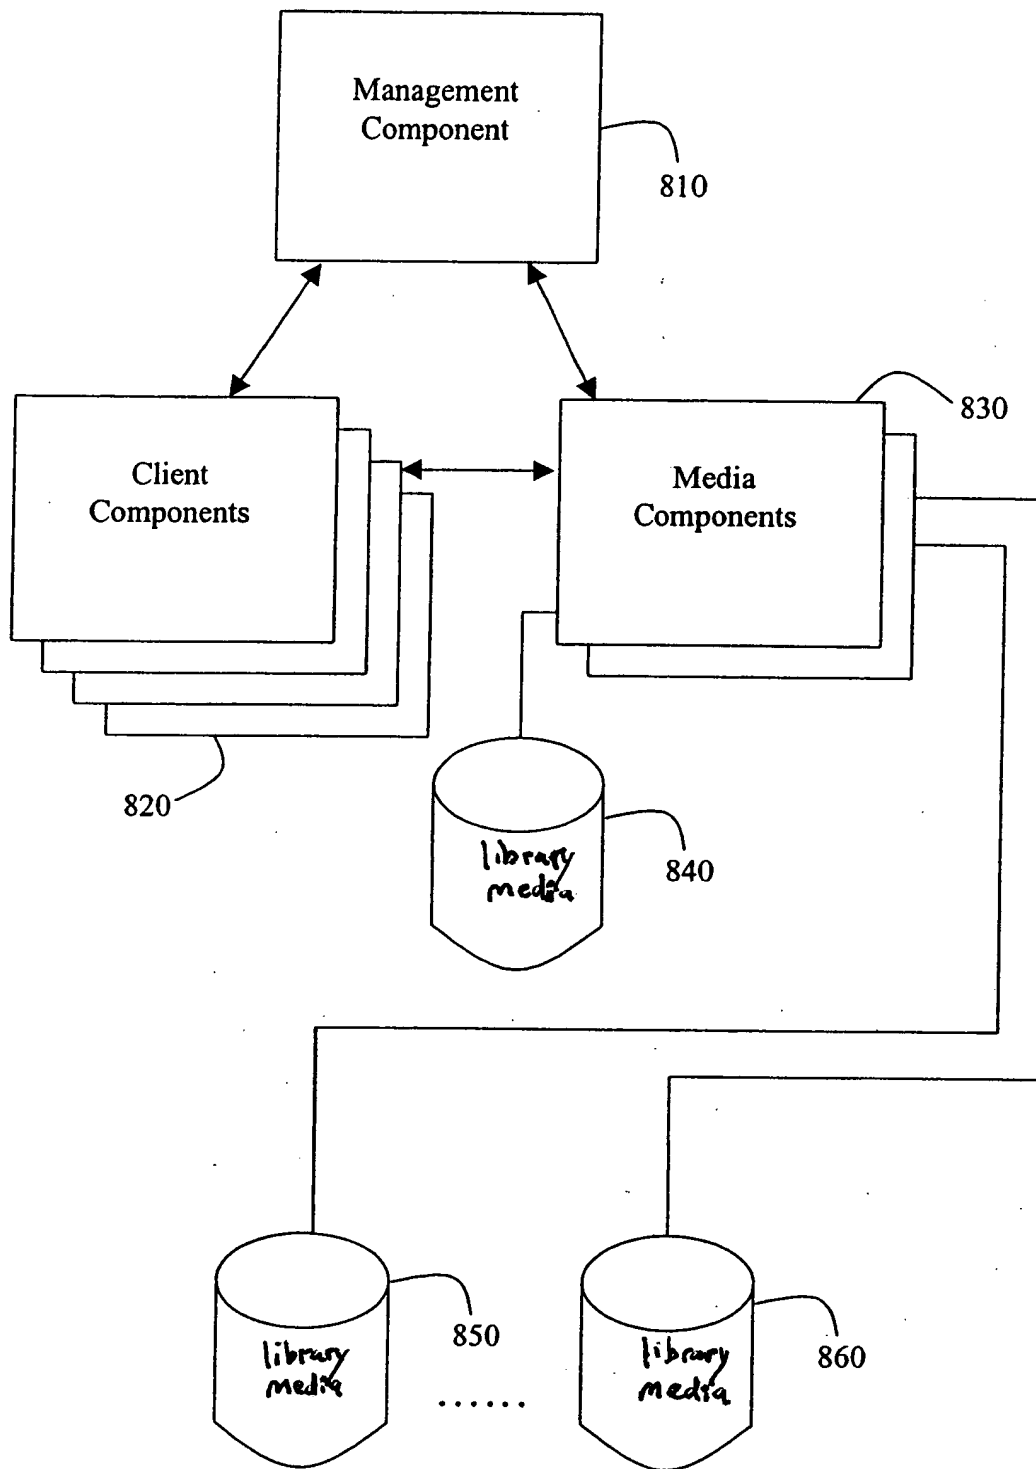 Management
Component
810
830
Client
Components
Media
Components
820
library
media
840
library
media
850
......
library
media
860